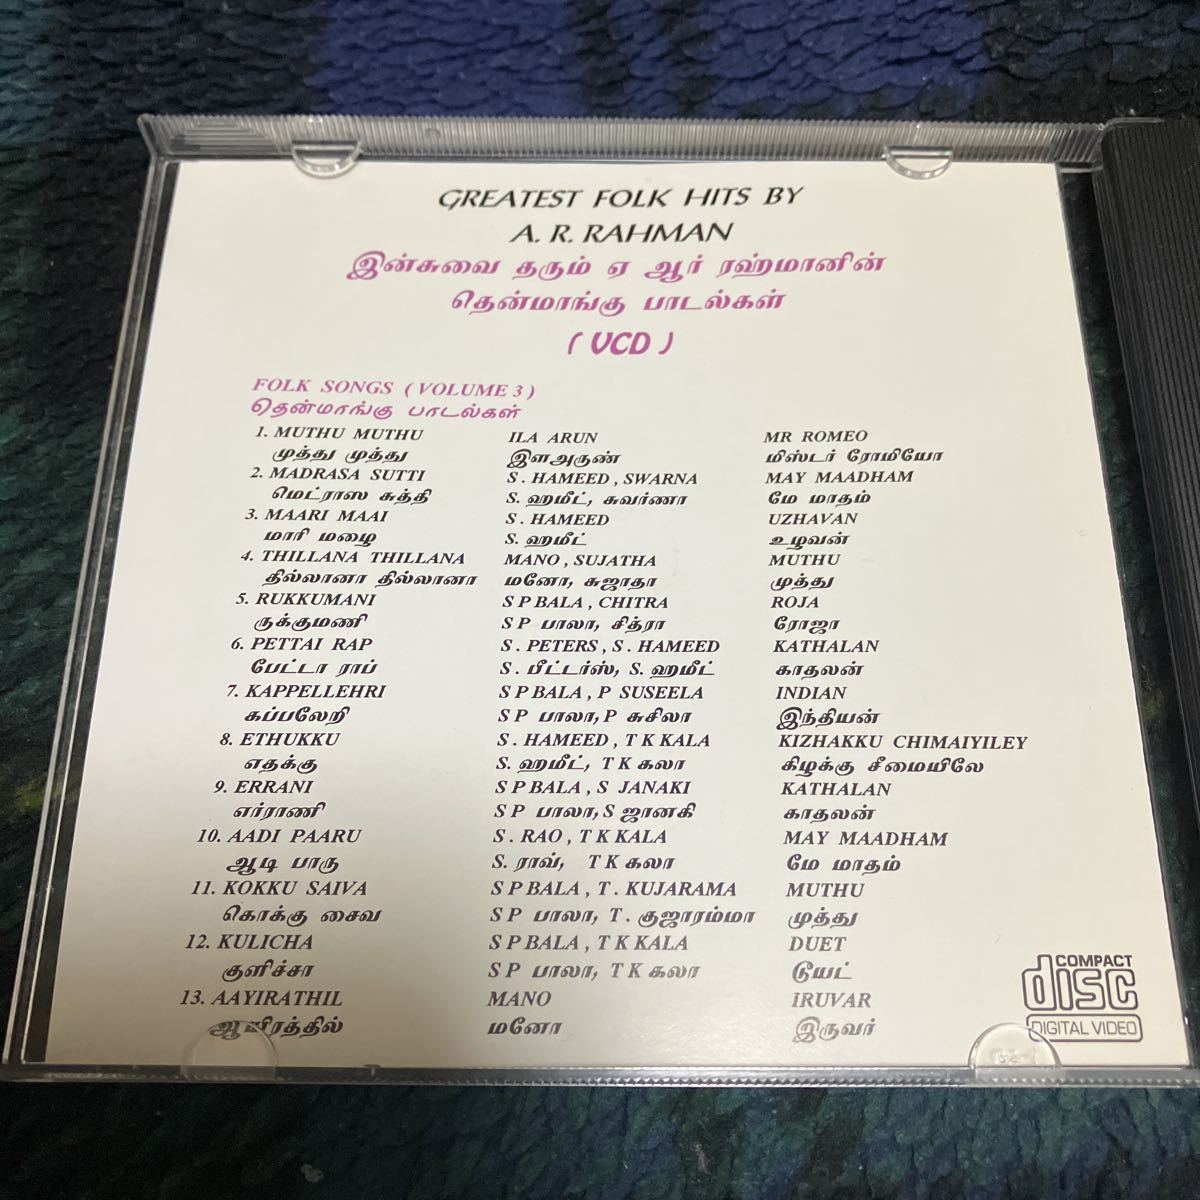 GREATEST FOLK HITS BY
A. R. RAHMAN
இன்சுவை தரும் ஏ ஆர் ரஹ்மானின்
தென்மாங்கு பாடல்கள்
( VCD )
FOLK SONGS ( VOLUME 3 )
தென்மாங்கு பாடல்கள்
1. MUTHU MUTHU ILA ARUN MR ROMEO
முத்து முத்து இளஅருண் மிஸ்டர் ரோமியோ
2. MADRASA SUTTI S . HAMEED , SWARNA MAY MAADHAM
மெட்ராஸ சுத்தி S. ஹமீட், சுவர்ணா மே மாதம்
3. MAARI MAAI S . HAMEED UZHAVAN
மாரி மழை S. ஹமீட் உழவன்
4. THILLANA THILLANA MANO , SUJATHA MUTHU
தில்லானா தில்லானா மனோ, சுஜாதா முத்து
5. RUKKUMANI S P BALA , CHITRA ROJA
ருக்குமணி S P பாலா, சித்ரா ரோஜா
6. PETTAI RAP S . PETERS , S . HAMEED KATHALAN
பேட்டா ராப் S . பீட்டர்ஸ், S. ஹமீட் காதலன்
7. KAPPELLEHRI S P BALA , P SUSEELA INDIAN
கப்பலேறி S P பாலா, P சுசிலா இந்தியன்
8. ETHUKKU S . HAMEED , T K KALA KIZHAKKU CHIMAIYILEY
எதக்கு S. ஹமீட், T K கலா கிழக்கு சீமையிலே
9. ERRANI S P BALA , S JANAKI KATHALAN
எர்ராணி S P பாலா, S ஜானகி காதலன்
10. AADI PAARU S . RAO , T K KALA MAY MAADHAM
ஆடி பாரு S. ராவ், T K கலா மே மாதம்
11. KOKKU SAIVA S P BALA , T . KUJARAMA MUTHU
கொக்கு சைவ S P பாலா, T . குஜாரம்மா முத்து
12. KULICHA S P BALA , T K KALA DUET
குளிச்சா S P பாலா, T K கலா டூயட்
13. AAYIRATHIL MANO IRUVAR
ஆயிரத்தில் மனோ இருவர்
COMPACT
disc
DIGITAL VIDEO